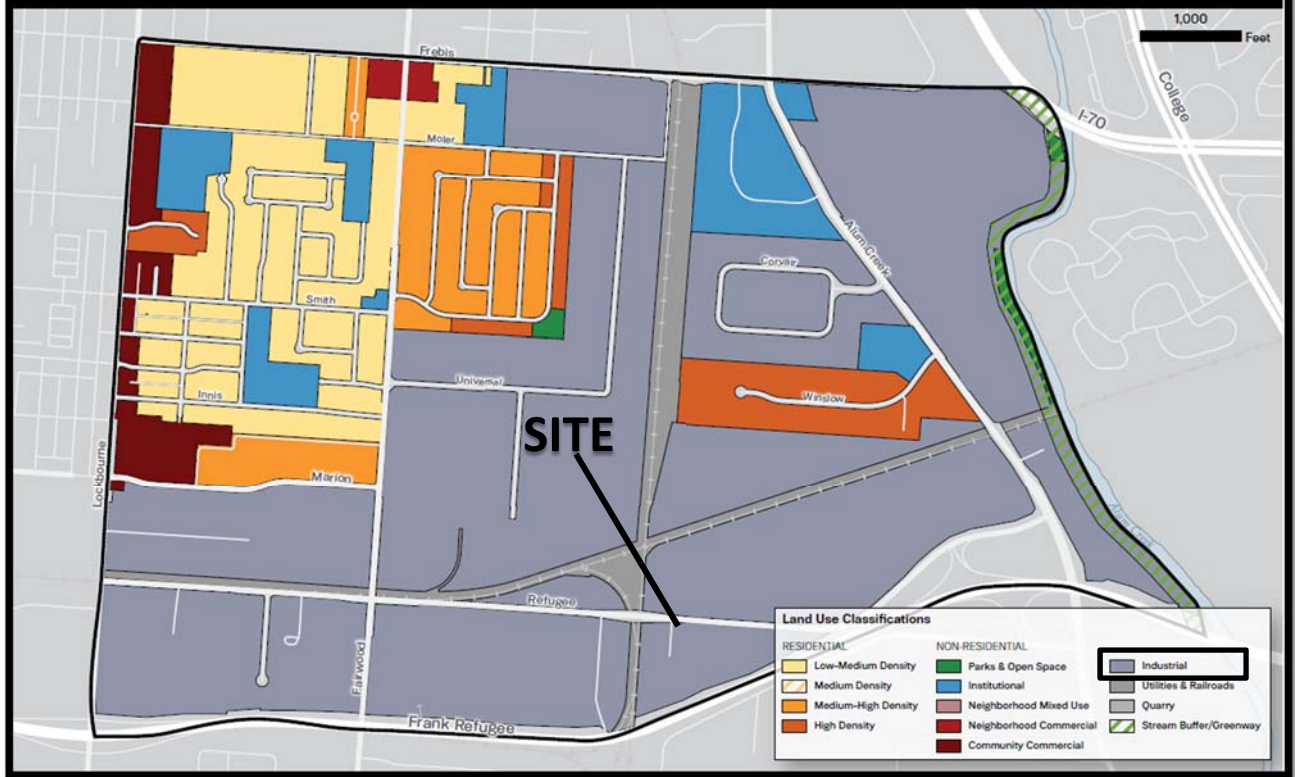 1,000
Feet
Frebis
College
I-70
Moler
Alum Creek
Corvair
Smith
Universal
Winslow
Innis
SITE
Lockbourne
Marion
Alum Creek
Refugee
Fairwood
Frank Refugee
Land Use Classifications
RESIDENTIAL
Low–Medium Density
Medium Density
Medium-High Density
High Density
NON-RESIDENTIAL
Parks & Open Space
Institutional
Neighborhood Mixed Use
Neighborhood Commercial
Community Commercial
Industrial
Utilities & Railroads
Quarry
Stream Buffer/Greenway